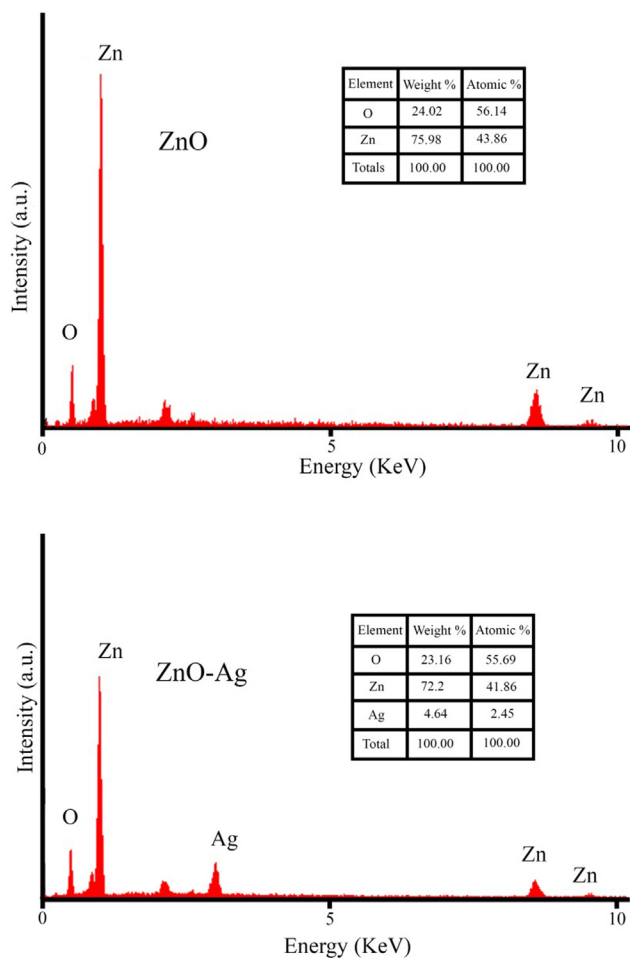 Zn
ZnO
Element Weight % Atomic %
O 24.02 56.14
Zn 75.98 43.86
Totals 100.00 100.00
Intensity (a.u.)
O
Zn
Zn
0 5 10
Energy (KeV)
Zn
ZnO-Ag
Element Weight % Atomic %
O 23.16 55.69
Zn 72.2 41.86
Ag 4.64 2.45
Total 100.00 100.00
Intensity (a.u.)
O
Ag
Zn
Zn
0 5 10
Energy (KeV)